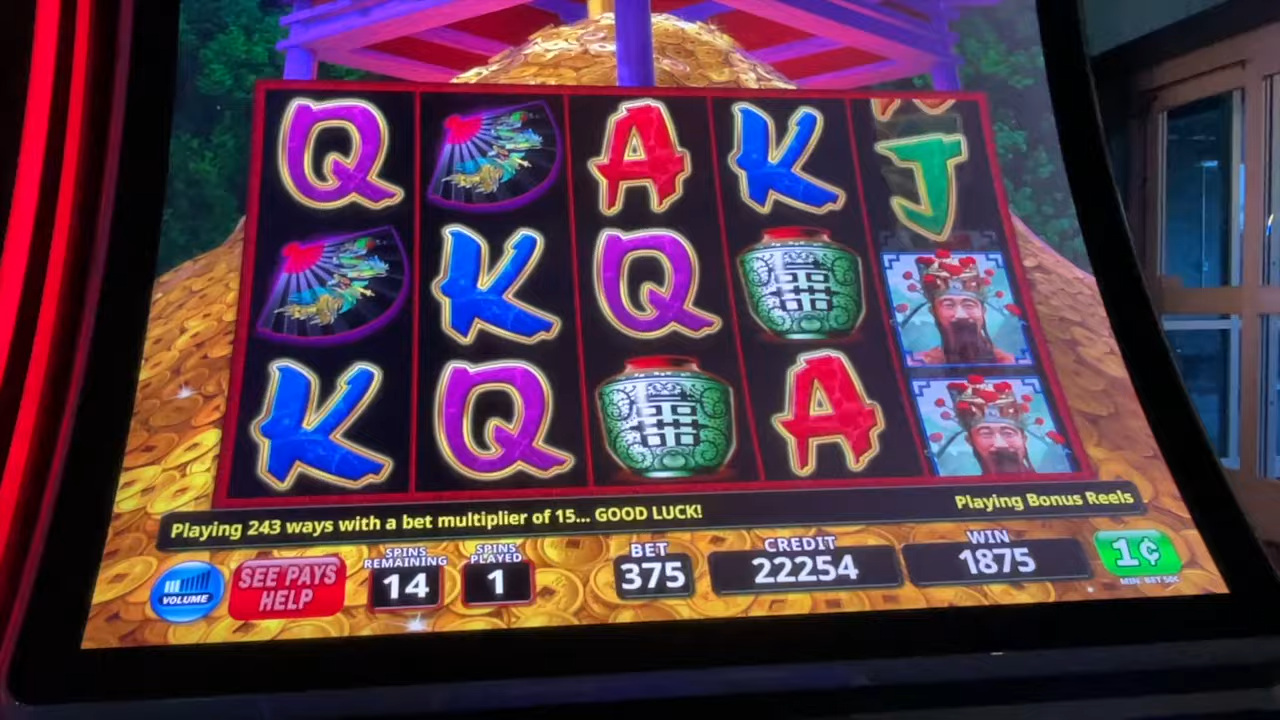 Q A K J
K Q
K Q A
Playing 243 ways with a bet multiplier of 15... GOOD LUCK!
Playing Bonus Reels
VOLUME
SEE PAYS
HELP
SPINS
REMAINING
14
SPINS
PLAYED
1
BET
375
CREDIT
22254
WIN
1875
1¢
MIN. BET 50¢